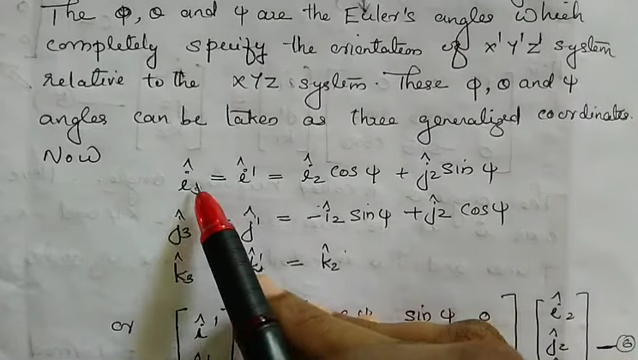 The Φ, θ and ψ are the Euler's angles which
completely specify the orientation of x'y'z' system
relative to the XYZ system. These φ, θ and ψ
angles can be taken as three generalized coordinates.
Now
î₃ = î' = î₂ cos ψ + ĵ₂ sin ψ
ĵ₃ ĵ' = -î₂ sin ψ + ĵ₂ cos ψ
k̂₃ k̂' = k̂₂
or [ î' sin ψ 0 ] [ î₂
ĵ₂